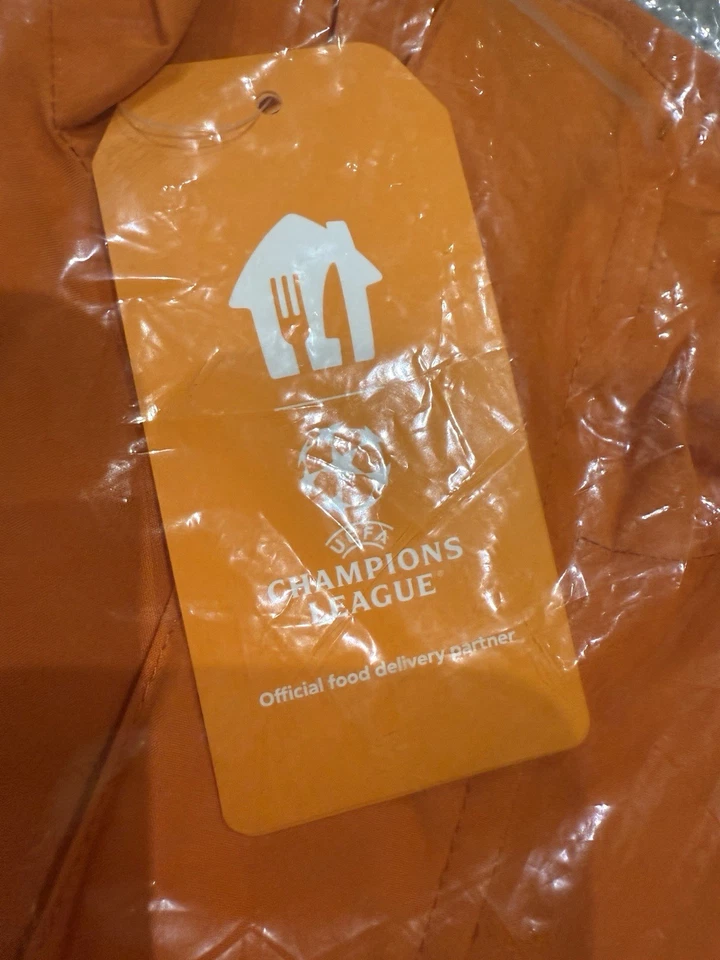 UEFA
CHAMPIONS
LEAGUE
Official food delivery partner